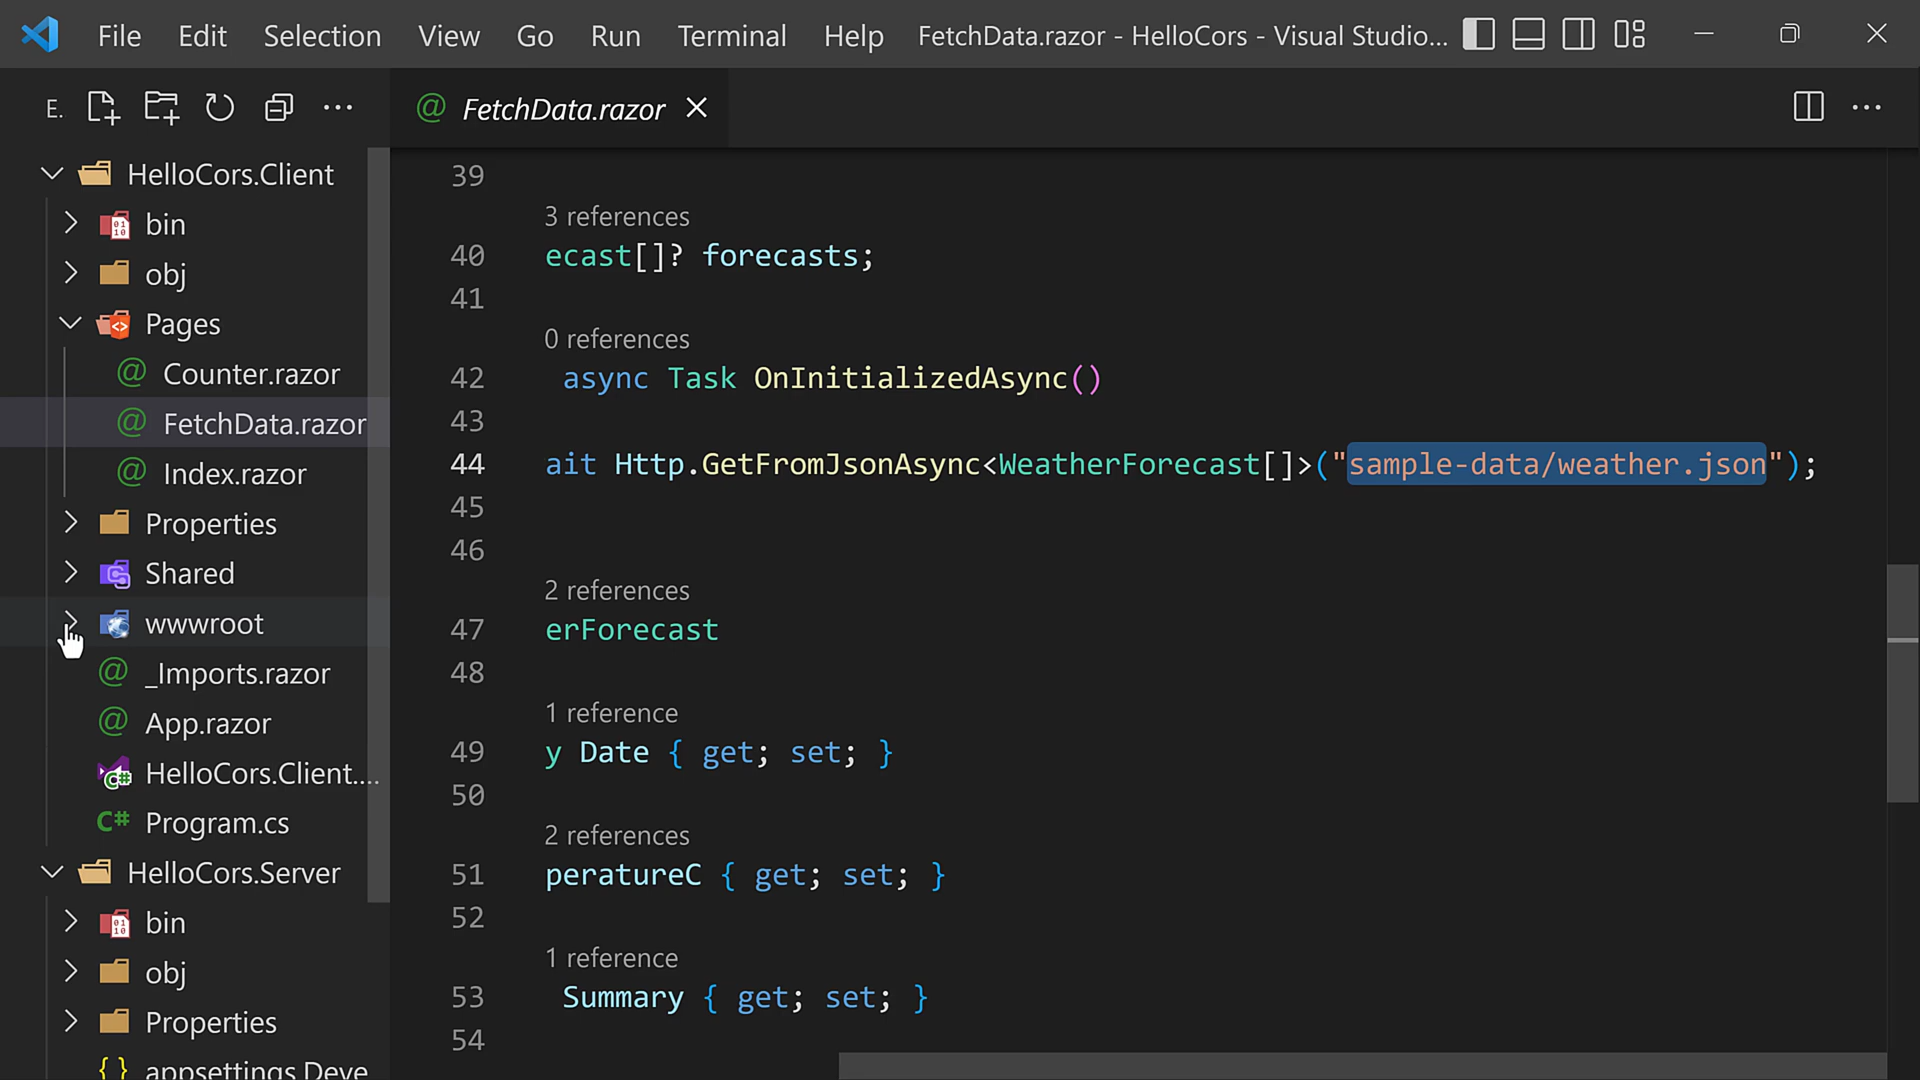 File Edit Selection View Go Run Terminal Help FetchData.razor - HelloCors - Visual Studio...
E.
FetchData.razor
HelloCors.Client
bin
obj
Pages
Counter.razor
FetchData.razor
Index.razor
Properties
Shared
wwwroot
_Imports.razor
App.razor
HelloCors.Client....
C# Program.cs
HelloCors.Server
bin
obj
Properties
{ } appsettings.Deve
39
3 references
40 ecast[]? forecasts;
41
0 references
42 async Task OnInitializedAsync()
43
44 ait Http.GetFromJsonAsync<WeatherForecast[]>("sample-data/weather.json");
45
46
2 references
47 erForecast
48
1 reference
49 y Date { get; set; }
50
2 references
51 peratureC { get; set; }
52
1 reference
53 Summary { get; set; }
54